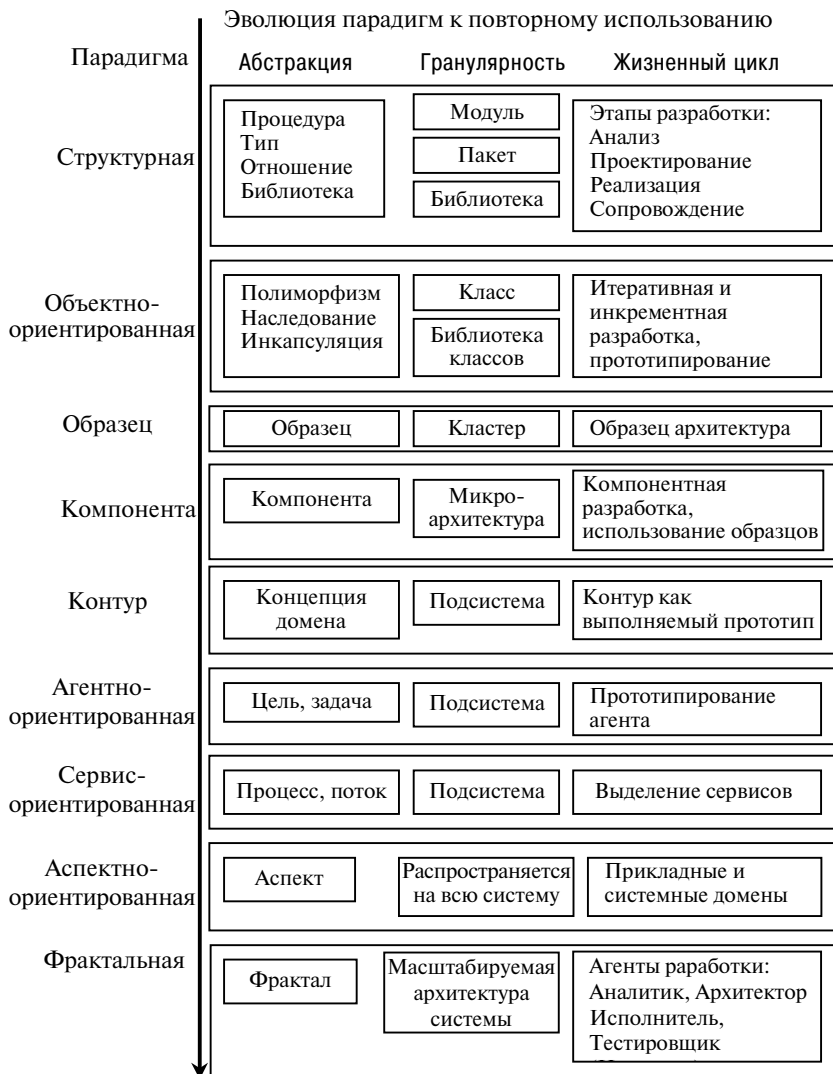 Эволюция парадигм к повторному использованию
Парадигма
Абстракция
Гранулярность
Жизненный цикл
Структурная
Процедура
Тип
Отношение
Библиотека
Модуль
Пакет
Библиотека
Этапы разработки:
Анализ
Проектирование
Реализация
Сопровождение
Объектно-
ориентированная
Полиморфизм
Наследование
Инкапсуляция
Класс
Библиотека
классов
Итеративная и
инкрементная
разработка,
прототипирование
Образец
Образец
Кластер
Образец архитектура
Компонента
Компонента
Микро-
архитектура
Компонентная
разработка,
использование образцов
Контур
Концепция
домена
Подсистема
Контур как
выполняемый прототип
Агентно-
ориентированная
Цель, задача
Подсистема
Прототипирование
агента
Сервис-
ориентированная
Процесс, поток
Подсистема
Выделение сервисов
Аспектно-
ориентированная
Аспект
Распространяется
на всю систему
Прикладные и
системные домены
Фрактальная
Фрактал
Масштабируемая
архитектура
системы
Агенты раработки:
Аналитик, Архитектор
Исполнитель,
Тестировщик